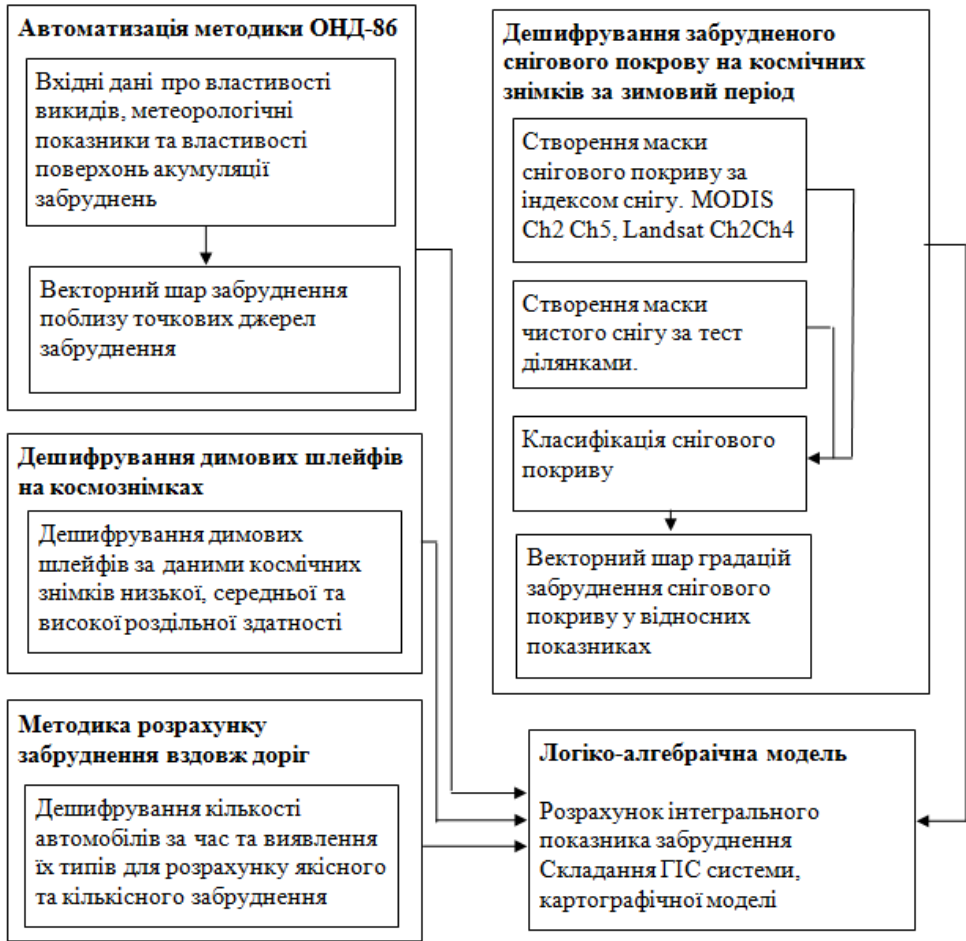 Автоматизація методики ОНД-86
Вхідні дані про властивості
викидів, метеорологічні
показники та властивості
поверхонь акумуляції
забруднень
Векторний шар забруднення
поблизу точкових джерел
забруднення
Дешифрування димових шлейфів
на космознімках
Дешифрування димових
шлейфів за даними космічних
знімків низької, середньої та
високої роздільної здатності
Методика розрахунку
забруднення вздовж доріг
Дешифрування кількості
автомобілів за час та виявлення
їх типів для розрахунку якісного
та кількісного забруднення
Дешифрування забрудненого
снігового покрову на космічних
знімків за зимовий період
Створення маски
снігового покриву за
індексом снігу. MODIS
Ch2 Ch5, Landsat Ch2Ch4
Створення маски
чистого снігу за тест
ділянками.
Класифікація снігового
покриву
Векторний шар градацій
забруднення снігового
покриву у відносних
показниках
Логіко-алгебраічна модель
Розрахунок інтегрального
показника забруднення
Складання ГІС системи,
картографічної моделі